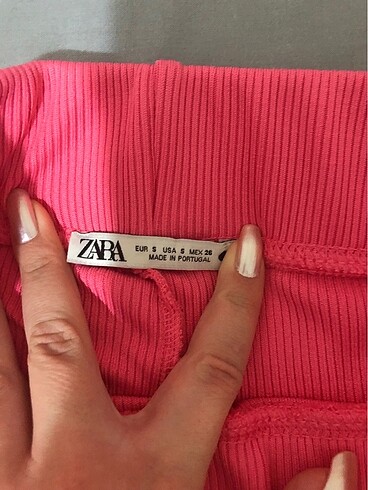 ZARA
EUR S USA S MEX 26
MADE IN PORTUGAL